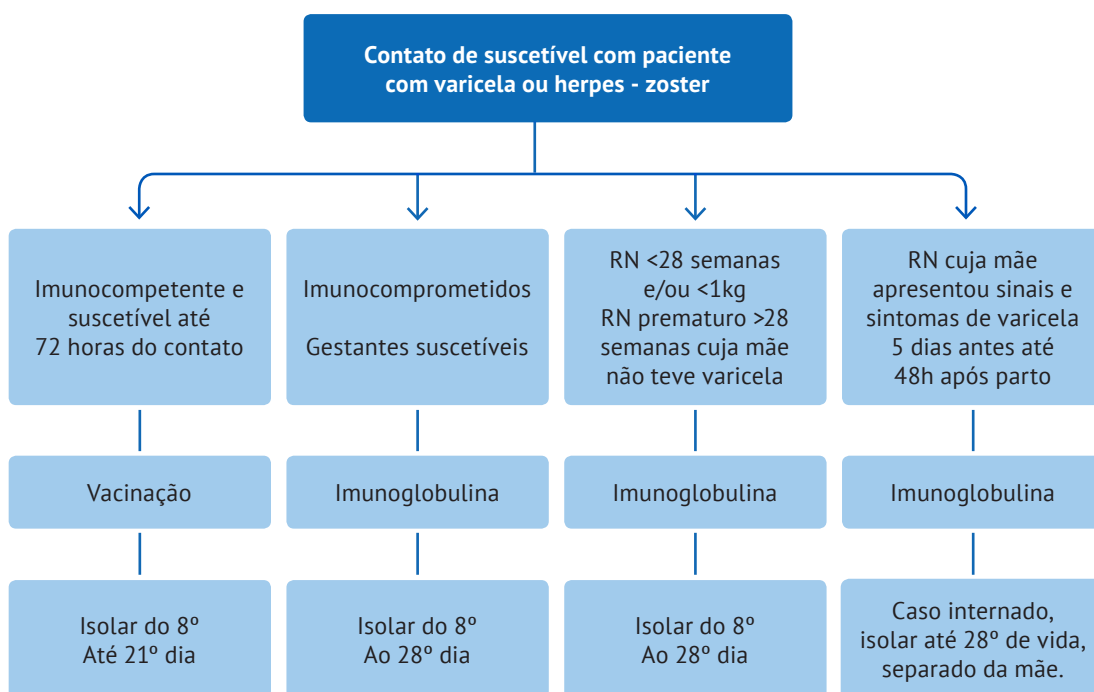 Contato de suscetível com paciente
com varicela ou herpes - zoster
Imunocompetente e
suscetível até
72 horas do contato
Imunocomprometidos
Gestantes suscetíveis
RN <28 semanas
e/ou <1kg
RN prematuro >28
semanas cuja mãe
não teve varicela
RN cuja mãe
apresentou sinais e
sintomas de varicela
5 dias antes até
48h após parto
Vacinação
Imunoglobulina
Imunoglobulina
Imunoglobulina
Isolar do 8º
Até 21º dia
Isolar do 8º
Ao 28º dia
Isolar do 8º
Ao 28º dia
Caso internado,
isolar até 28º de vida,
separado da mãe.